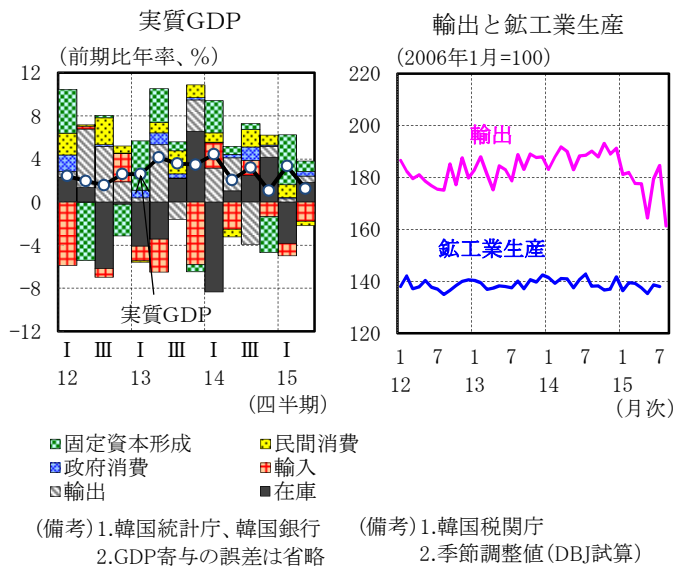 実質GDP
(前期比年率、%)
12
8
4
0
−4
−8
−12
実質GDP
Ⅰ Ⅲ Ⅰ Ⅲ Ⅰ Ⅲ Ⅰ
12 13 14 15
(四半期)
固定資本形成 民間消費
政府消費 輸入
輸出 在庫
(備考)1.韓国統計庁、韓国銀行
2.GDP寄与の誤差は省略
輸出と鉱工業生産
(2006年1月=100)
220
200
180
160
140
120
輸出
鉱工業生産
1 7 1 7 1 7 1 7
12 13 14 15
(月次)
(備考)1.韓国税関庁
2.季節調整値(DBJ試算)